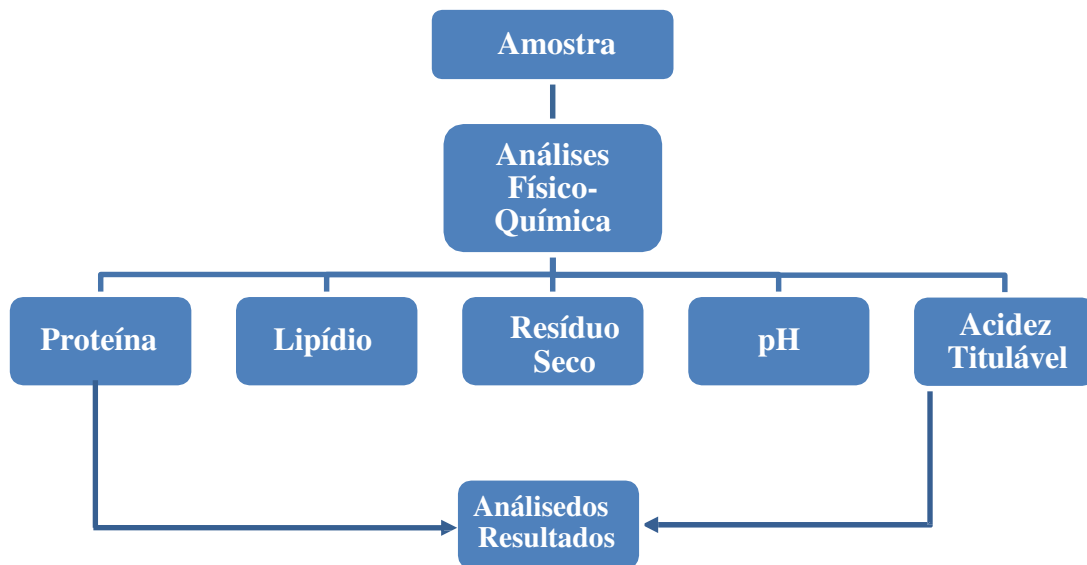 Amostra
Análises
Físico-
Química
Proteína
Lipídio
Resíduo
Seco
pH
Acidez
Titulável
Análisedos
Resultados